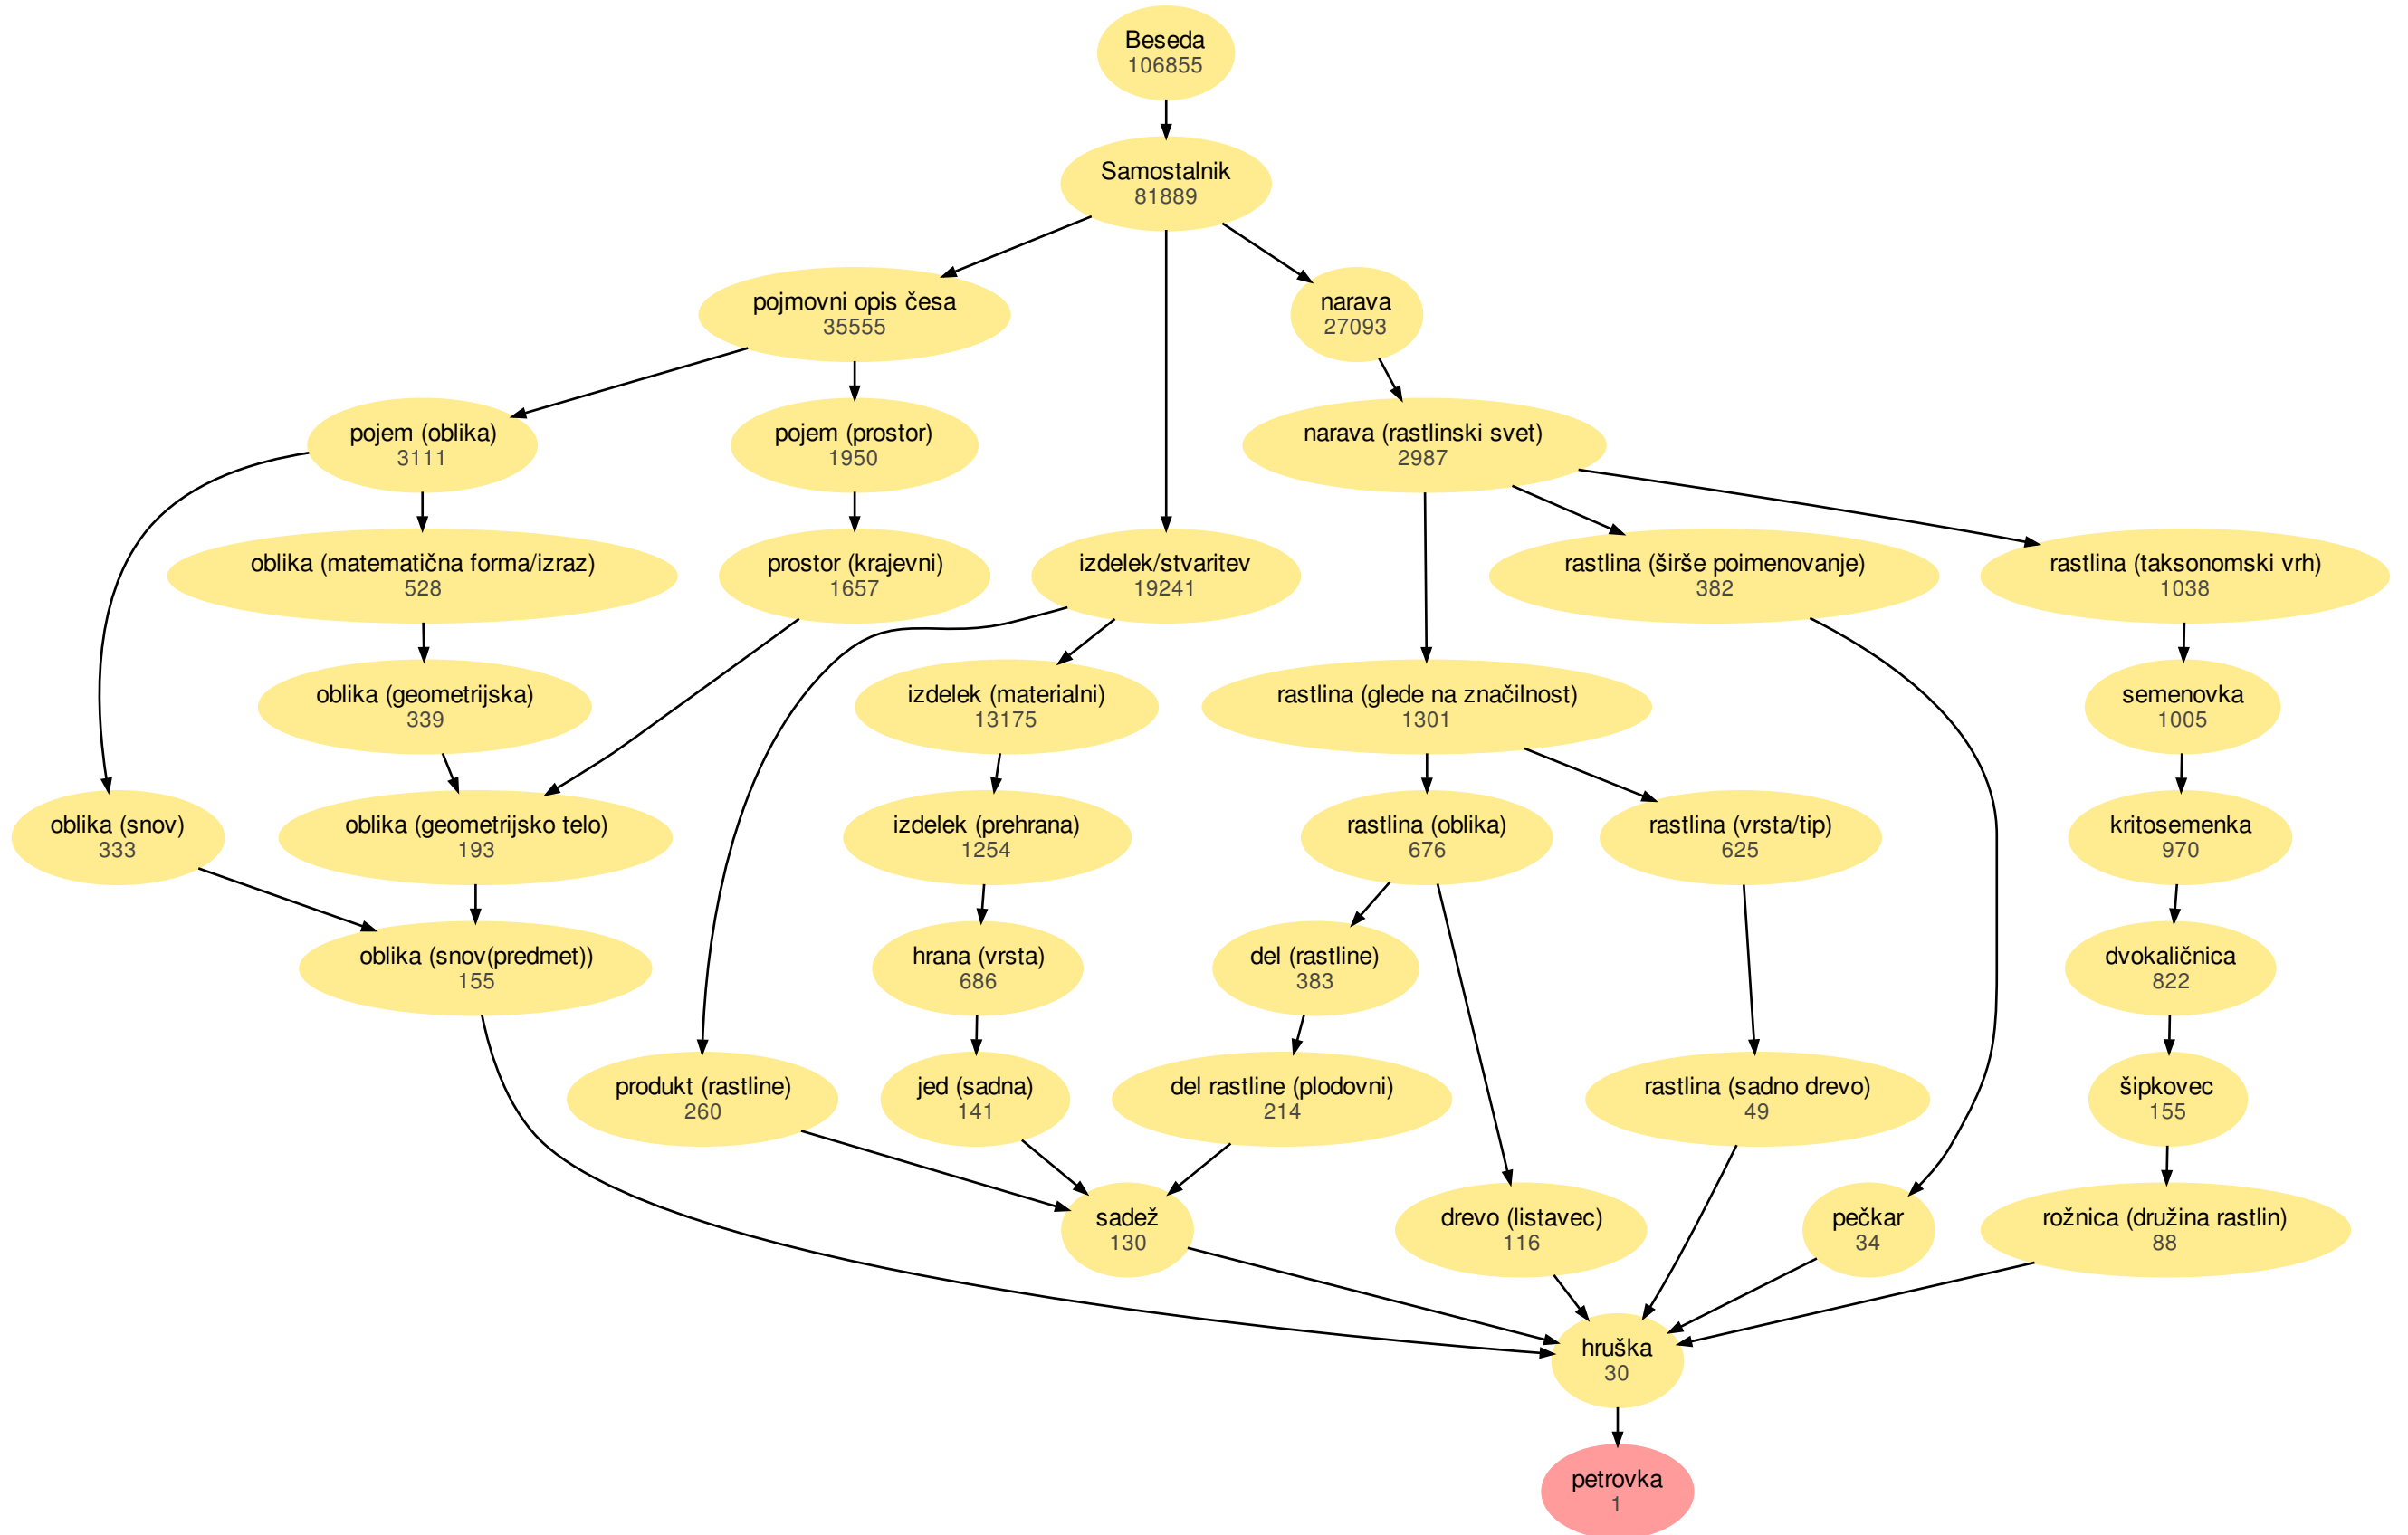 Beseda
106855
Samostalnik
81889
pojmovni opis česa
35555
narava
27093
pojem (oblika)
3111
pojem (prostor)
1950
narava (rastlinski svet)
2987
oblika (matematična forma/izraz)
528
prostor (krajevni)
1657
izdelek/stvaritev
19241
rastlina (širše poimenovanje)
382
rastlina (taksonomski vrh)
1038
oblika (geometrijska)
339
izdelek (materialni)
13175
rastlina (glede na značilnost)
1301
semenovka
1005
oblika (snov)
333
oblika (geometrijsko telo)
193
izdelek (prehrana)
1254
rastlina (oblika)
676
rastlina (vrsta/tip)
625
kritosemenka
970
oblika (snov(predmet))
155
hrana (vrsta)
686
del (rastline)
383
dvokaličnica
822
produkt (rastline)
260
jed (sadna)
141
del rastline (plodovni)
214
rastlina (sadno drevo)
49
šipkovec
155
sadež
130
drevo (listavec)
116
pečkar
34
rožnica (družina rastlin)
88
hruška
30
petrovka
1